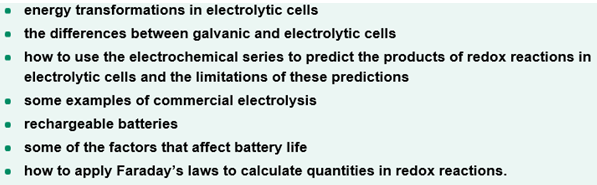 energy transformations in electrolytic cells
the differences between galvanic and electrolytic cells
how to use the electrochemical series to predict the products of redox reactions in
electrolytic cells and the limitations of these predictions
some examples of commercial electrolysis
rechargeable batteries
some of the factors that affect battery life
how to apply Faraday's laws to calculate quantities in redox reactions.